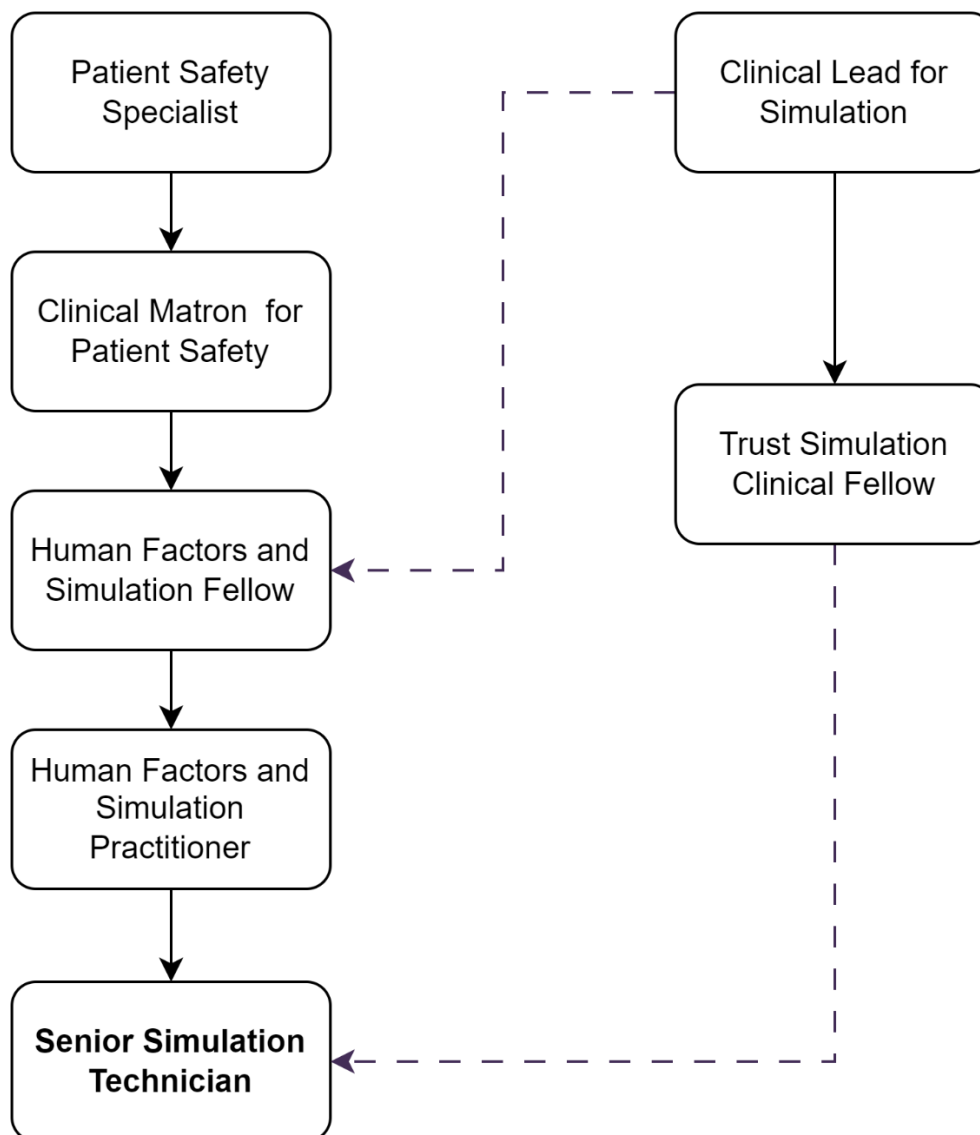 Patient Safety
Specialist
Clinical Lead for
Simulation
Clinical Matron  for
Patient Safety
Trust Simulation
Clinical Fellow
Human Factors and
Simulation Fellow
Human Factors and
Simulation
Practitioner
Senior Simulation
Technician